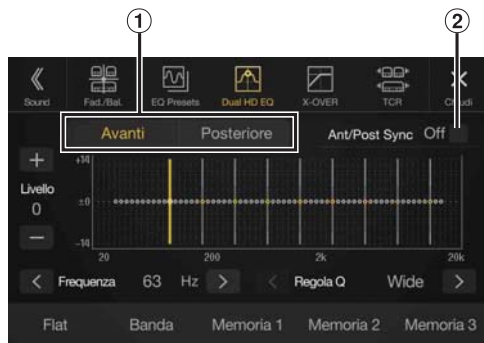 1 2
Sound Fad./Bal. EQ Presets Dual HD EQ X-OVER TCR Chiudi
Avanti Posteriore Ant/Post Sync Off
+
+14
Livello
0
±0
−
-14
20 200 2k 20k
< Frequenza 63 Hz > < Regola Q Wide >
Flat Banda Memoria 1 Memoria 2 Memoria 3